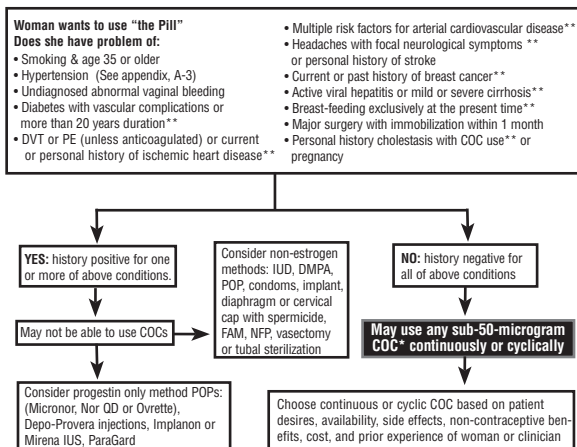 Woman wants to use “the Pill”
Does she have problem of:
• Smoking & age 35 or older
• Hypertension (See appendix, A-3)
• Undiagnosed abnormal vaginal bleeding
• Diabetes with vascular complications or
more than 20 years duration**
• DVT or PE (unless anticoagulated) or current
or personal history of ischemic heart disease**
• Multiple risk factors for arterial cardiovascular disease**
• Headaches with focal neurological symptoms **
or personal history of stroke
• Current or past history of breast cancer**
• Active viral hepatitis or mild or severe cirrhosis**
• Breast-feeding exclusively at the present time**
• Major surgery with immobilization within 1 month
• Personal history cholestasis with COC use** or
pregnancy
YES: history positive for one
or more of above conditions.
May not be able to use COCs
Consider progestin only method POPs:
(Micronor, Nor QD or Ovrette),
Depo-Provera injections, Implanon or
Mirena IUS, ParaGard
Consider non-estrogen
methods: IUD, DMPA,
POP, condoms, implant,
diaphragm or cervical
cap with spermicide,
FAM, NFP, vasectomy
or tubal sterilization
NO: history negative for
all of above conditions
May use any sub-50-microgram
COC* continuously or cyclically
Choose continuous or cyclic COC based on patient
desires, availability, side effects, non-contraceptive ben-
efits, cost, and prior experience of woman or clinician